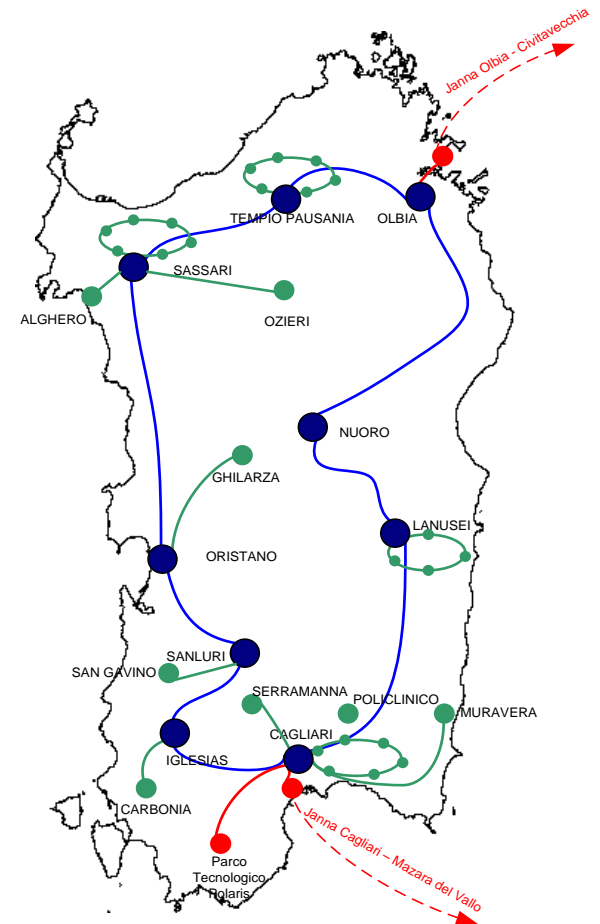 Janna Olbia - Civitavecchia
TEMPIO PAUSANIA
OLBIA
SASSARI
ALGHERO
OZIERI
NUORO
GHILARZA
LANUSEI
ORISTANO
SANLURI
SAN GAVINO
SERRAMANNA
POLICLINICO
MURAVERA
CAGLIARI
IGLESIAS
CARBONIA
Parco
Tecnologico
Polaris
Janna Cagliari – Mazara del Vallo